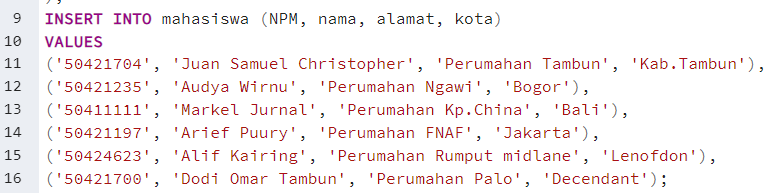 9 INSERT INTO mahasiswa (NPM, nama, alamat, kota)
10 VALUES
11 ('50421704', 'Juan Samuel Christopher', 'Perumahan Tambun', 'Kab.Tambun'),
12 ('50421235', 'Audya Wirnu', 'Perumahan Ngawi', 'Bogor'),
13 ('50411111', 'Markel Jurnal', 'Perumahan Kp.China', 'Bali'),
14 ('50421197', 'Arief Puury', 'Perumahan FNAF', 'Jakarta'),
15 ('50424623', 'Alif Kairing', 'Perumahan Rumput midlane', 'Lenofdon'),
16 ('50421700', 'Dodi Omar Tambun', 'Perumahan Palo', 'Decendant');